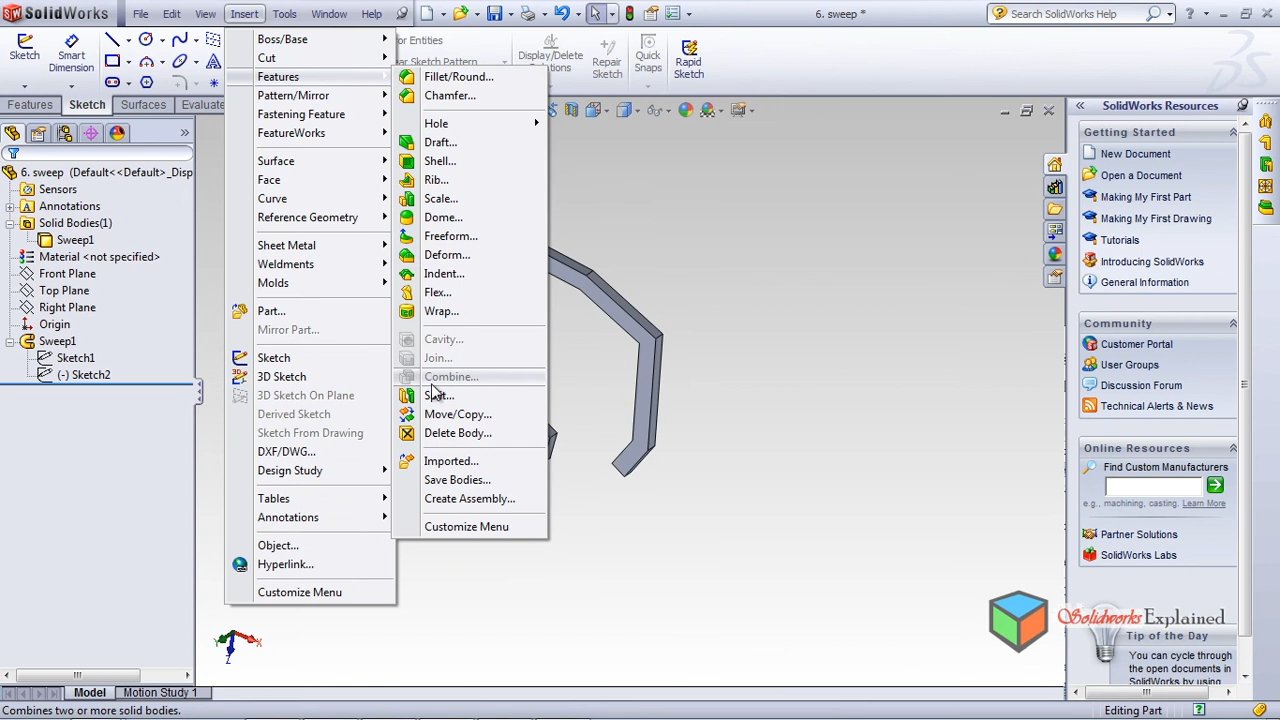 SolidWorks File Edit View Insert Tools Window Help 6. sweep * Search SolidWorks Help
Sketch Smart Dimension
Entities
ar Sketch Pattern
Display/Delete Repair Sketch Quick Snaps Rapid Sketch
Features Sketch Surfaces Evaluate
6. sweep (Default<<Default>_Disp
Sensors
Annotations
Solid Bodies(1)
Sweep1
Material <not specified>
Front Plane
Top Plane
Right Plane
Origin
Sweep1
Sketch1
(-) Sketch2
Boss/Base
Cut
Features
Pattern/Mirror
Fastening Feature
FeatureWorks
Surface
Face
Curve
Reference Geometry
Sheet Metal
Weldments
Molds
Part...
Mirror Part...
Sketch
3D Sketch
3D Sketch On Plane
Derived Sketch
Sketch From Drawing
DXF/DWG...
Design Study
Tables
Annotations
Object...
Hyperlink...
Customize Menu
Fillet/Round...
Chamfer...
Hole
Draft...
Shell...
Rib...
Scale...
Dome...
Freeform...
Deform...
Indent...
Flex...
Wrap...
Cavity...
Join...
Combine...
Move/Copy...
Delete Body...
Imported...
Save Bodies...
Create Assembly...
Customize Menu
SolidWorks Resources
Getting Started
New Document
Open a Document
Making My First Part
Making My First Drawing
Tutorials
Introducing SolidWorks
General Information
Community
Customer Portal
User Groups
Discussion Forum
Technical Alerts & News
Online Resources
Find Custom Manufacturers
e.g., machining, casting. Learn More
Partner Solutions
SolidWorks Labs
Solidworks Explained
Tip of the Day
You can cycle through
the open documents in
SolidWorks by using
X Y Z
Model Motion Study 1
Combines two or more solid bodies. Editing Part